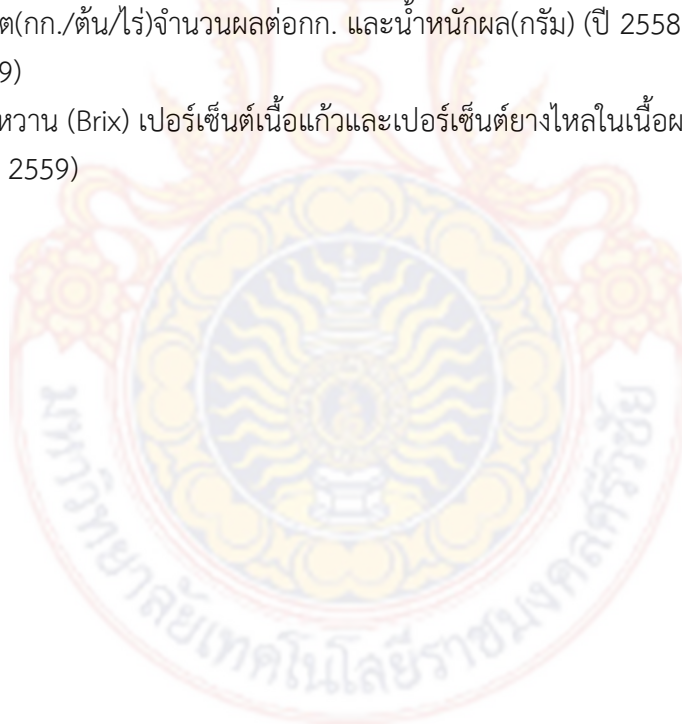 ต(กก./ต้น/ไร่)จำนวนผลต่อกก. และน้ำหนักผล(กรัม) (ปี 2558
9)
หวาน (Brix) เปอร์เซ็นต์เนื้อแก้วและเปอร์เซ็นต์ยางไหลในเนื้อผ
2559)
มหาวิทยาลัยเทคโนโลยีราชมงคลศรีวิชัย